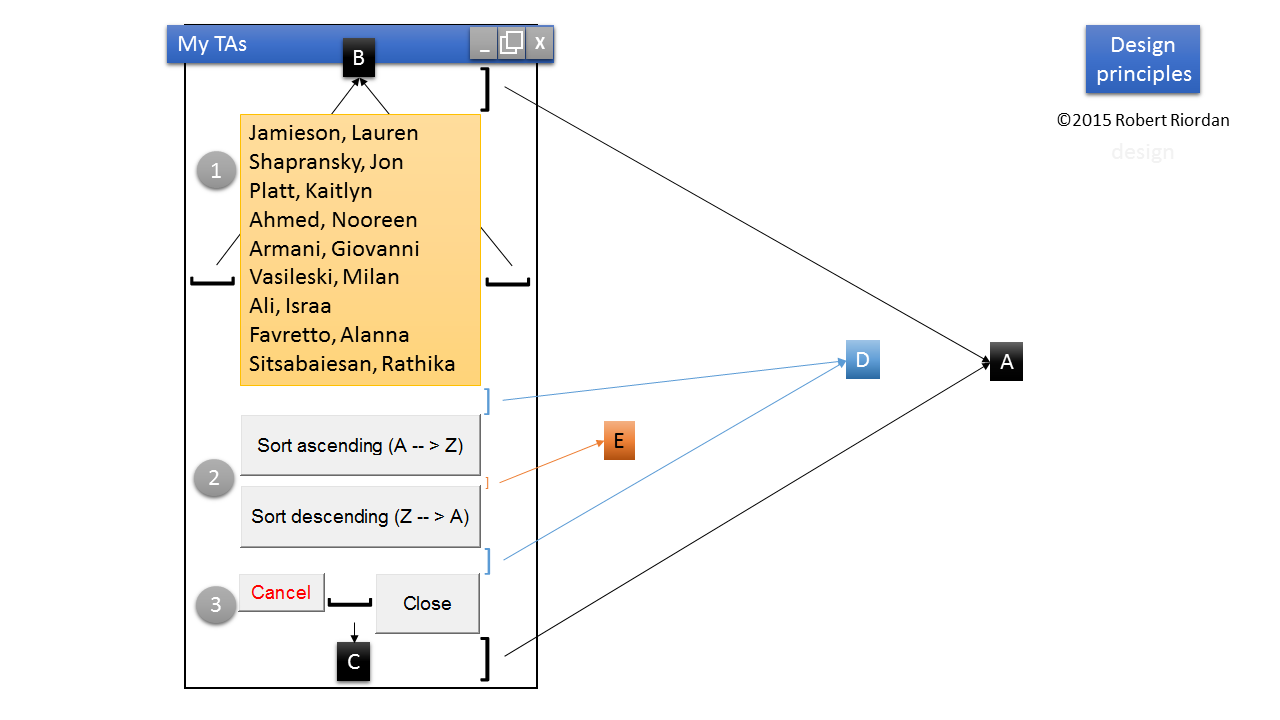 My TAs
_
X
B
Design
principles
©2015 Robert Riordan
design
1
Jamieson, Lauren
Shapransky, Jon
Platt, Kaitlyn
Ahmed, Nooreen
Armani, Giovanni
Vasileski, Milan
Ali, Israa
Favretto, Alanna
Sitsabaiesan, Rathika
D
A
E
2
Sort ascending (A -- > Z)
Sort descending (Z -- > A)
3
Cancel
Close
C